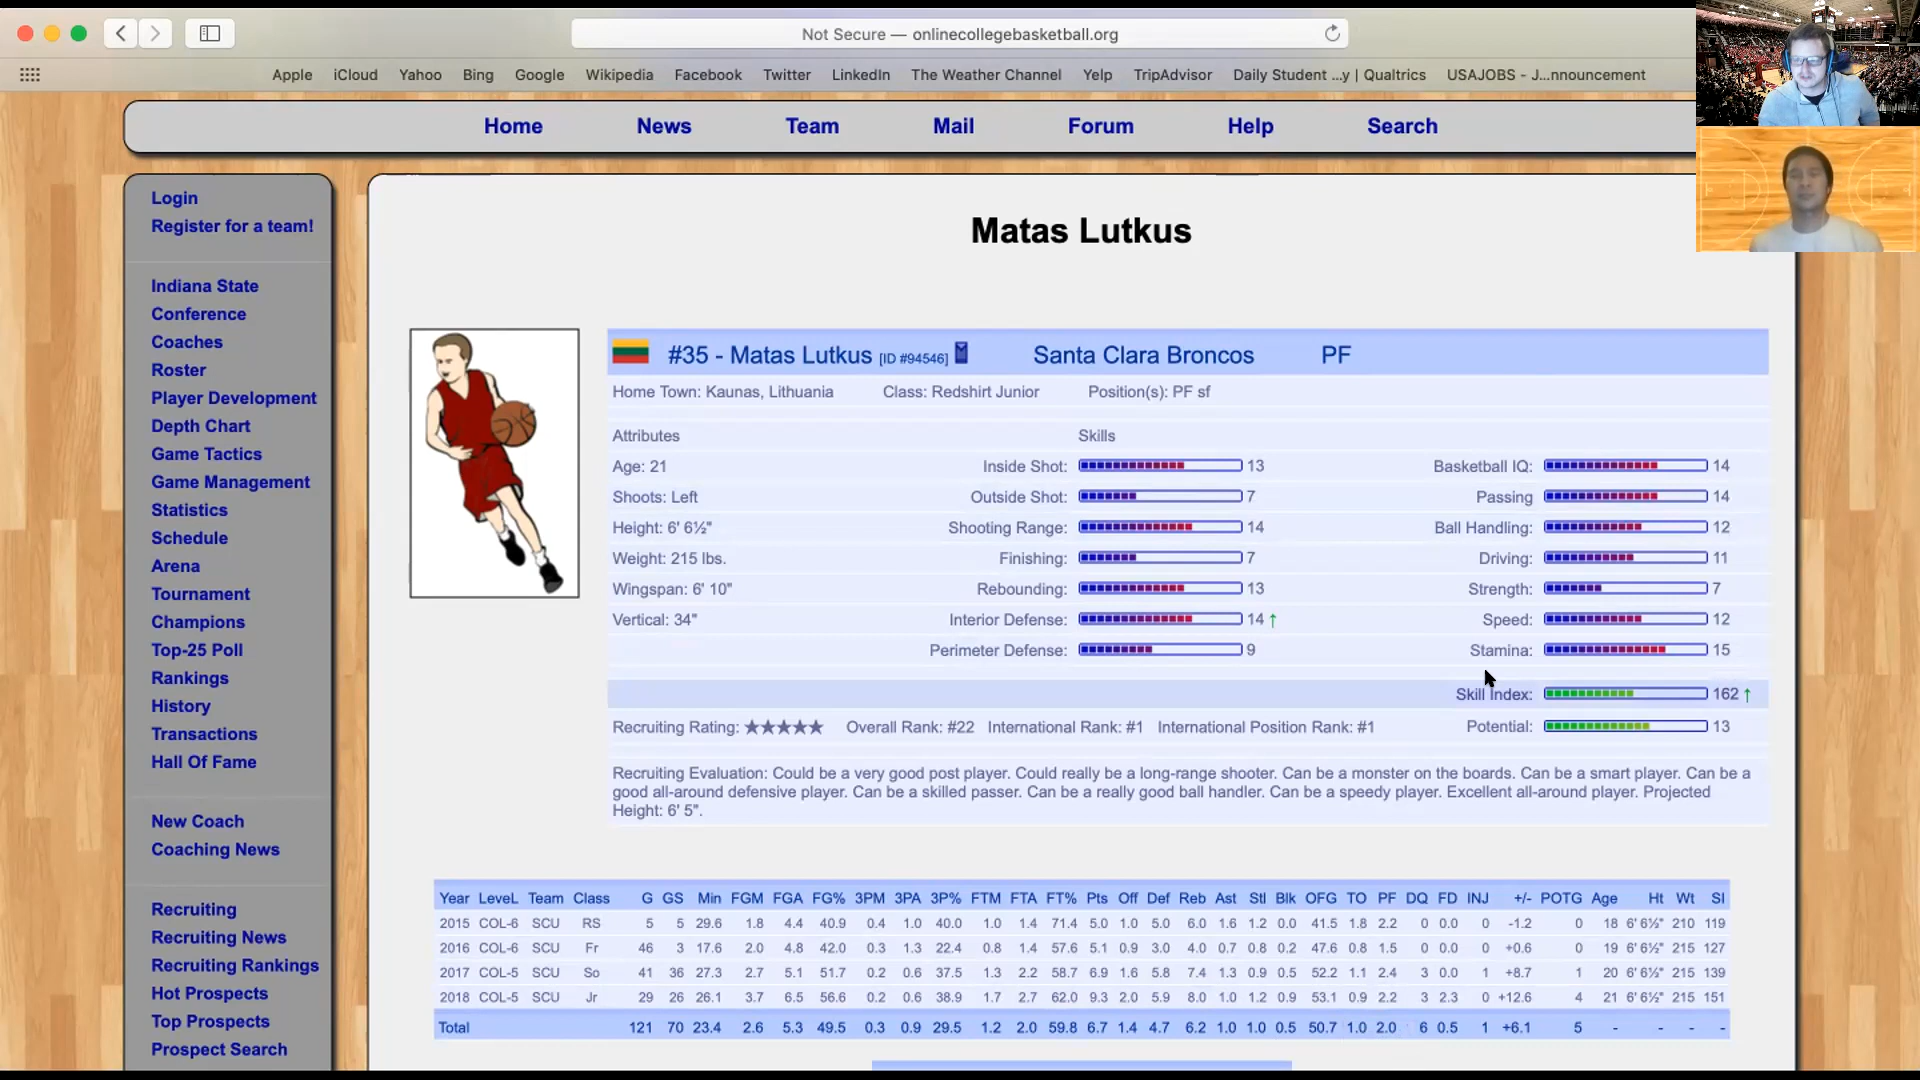 Not Secure — onlinecollegebasketball.org
Apple iCloud Yahoo Bing Google Wikipedia Facebook Twitter LinkedIn The Weather Channel Yelp TripAdvisor Daily Student ...y | Qualtrics USAJOBS - J...nnouncement
Home News Team Mail Forum Help Search
Login
Register for a team!
Indiana State
Conference
Coaches
Roster
Player Development
Depth Chart
Game Tactics
Game Management
Statistics
Schedule
Arena
Tournament
Champions
Top-25 Poll
Rankings
History
Transactions
Hall Of Fame
New Coach
Coaching News
Recruiting
Recruiting News
Recruiting Rankings
Hot Prospects
Top Prospects
Prospect Search
Matas Lutkus
#35 - Matas Lutkus [ID #94546] Santa Clara Broncos PF
Home Town: Kaunas, Lithuania Class: Redshirt Junior Position(s): PF sf
Attributes Skills
Age: 21 Inside Shot: 13 Basketball IQ: 14
Shoots: Left Outside Shot: 7 Passing 14
Height: 6' 6½" Shooting Range: 14 Ball Handling: 12
Weight: 215 lbs. Finishing: 7 Driving: 11
Wingspan: 6' 10" Rebounding: 13 Strength: 7
Vertical: 34" Interior Defense: 14 ↑ Speed: 12
Perimeter Defense: 9 Stamina: 15
Skill Index: 162 ↑
Recruiting Rating: ★★★★★ Overall Rank: #22 International Rank: #1 International Position Rank: #1 Potential: 13
Recruiting Evaluation: Could be a very good post player. Could really be a long-range shooter. Can be a monster on the boards. Can be a smart player. Can be a
good all-around defensive player. Can be a skilled passer. Can be a really good ball handler. Can be a speedy player. Excellent all-around player. Projected
Height: 6' 5".
Year LeveL Team Class G GS Min FGM FGA FG% 3PM 3PA 3P% FTM FTA FT% Pts Off Def Reb Ast Stl Blk OFG TO PF DQ FD INJ +/- POTG Age Ht Wt SI
2015 COL-6 SCU RS 5 5 29.6 1.8 4.4 40.9 0.4 1.0 40.0 1.0 1.4 71.4 5.0 1.0 5.0 6.0 1.6 1.2 0.0 41.5 1.8 2.2 0 0.0 0 -1.2 0 18 6' 6½" 210 119
2016 COL-6 SCU Fr 46 3 17.6 2.0 4.8 42.0 0.3 1.3 22.4 0.8 1.4 57.6 5.1 0.9 3.0 4.0 0.7 0.8 0.2 47.6 0.8 1.5 0 0.0 0 +0.6 0 19 6' 6½" 215 127
2017 COL-5 SCU So 41 36 27.3 2.7 5.1 51.7 0.2 0.6 37.5 1.3 2.2 58.7 6.9 1.6 5.8 7.4 1.3 0.9 0.5 52.2 1.1 2.4 3 0.0 1 +8.7 1 20 6' 6½" 215 139
2018 COL-5 SCU Jr 29 26 26.1 3.7 6.5 56.6 0.2 0.6 38.9 1.7 2.7 62.0 9.3 2.0 5.9 8.0 1.0 1.2 0.9 53.1 0.9 2.2 3 2.3 0 +12.6 4 21 6' 6½" 215 151
Total 121 70 23.4 2.6 5.3 49.5 0.3 0.9 29.5 1.2 2.0 59.8 6.7 1.4 4.7 6.2 1.0 1.0 0.5 50.7 1.0 2.0 6 0.5 1 +6.1 5 - - - -